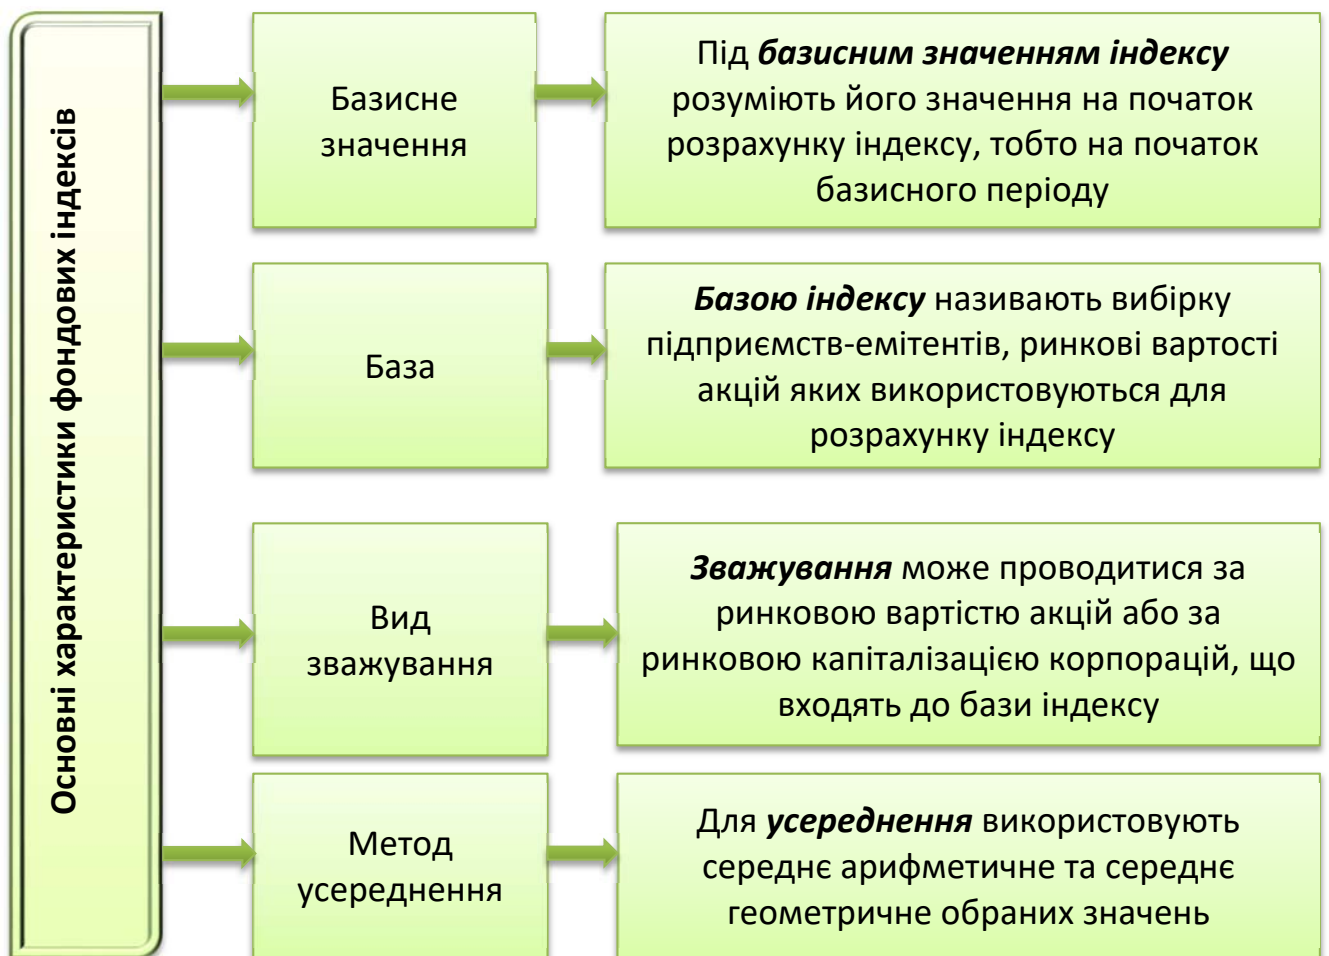 Основні характеристики фондових індексів
Базисне
значення
Під базисним значенням індексу
розуміють його значення на початок
розрахунку індексу, тобто на початок
базисного періоду
База
Базою індексу називають вибірку
підприємств-емітентів, ринкові вартості
акцій яких використовуються для
розрахунку індексу
Вид
зважування
Зважування може проводитися за
ринковою вартістю акцій або за
ринковою капіталізацією корпорацій, що
входять до бази індексу
Метод
усереднення
Для усереднення використовують
середнє арифметичне та середнє
геометричне обраних значень